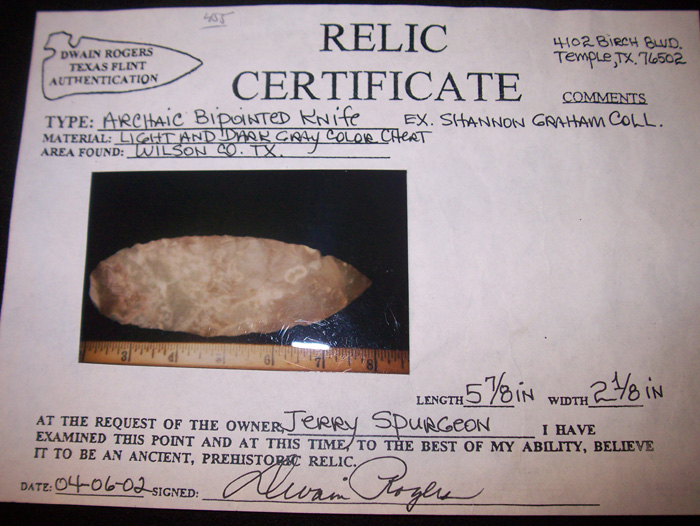 455
DWAIN ROGERS
TEXAS FLINT
AUTHENTICATION
RELIC
CERTIFICATE
4102 BIRCH BLVD.
TEMPLE, TX. 76502
COMMENTS
TYPE: ARCHAIC BIPOINTED KNIFE EX. SHANNON GRAHAM COLL.
MATERIAL: LIGHT AND DARK GRAY COLOR CHERT
AREA FOUND: WILSON CO. TX.
3 4 5 6 7 8
LENGTH 5 7/8 IN WIDTH 2 1/8 IN
AT THE REQUEST OF THE OWNER, JERRY SPURGEON I HAVE
EXAMINED THIS POINT AND AT THIS TIME, TO THE BEST OF MY ABILITY, BELIEVE
IT TO BE AN ANCIENT, PREHISTORIC RELIC.
DATE: 04-06-02 SIGNED: Dwain Rogers